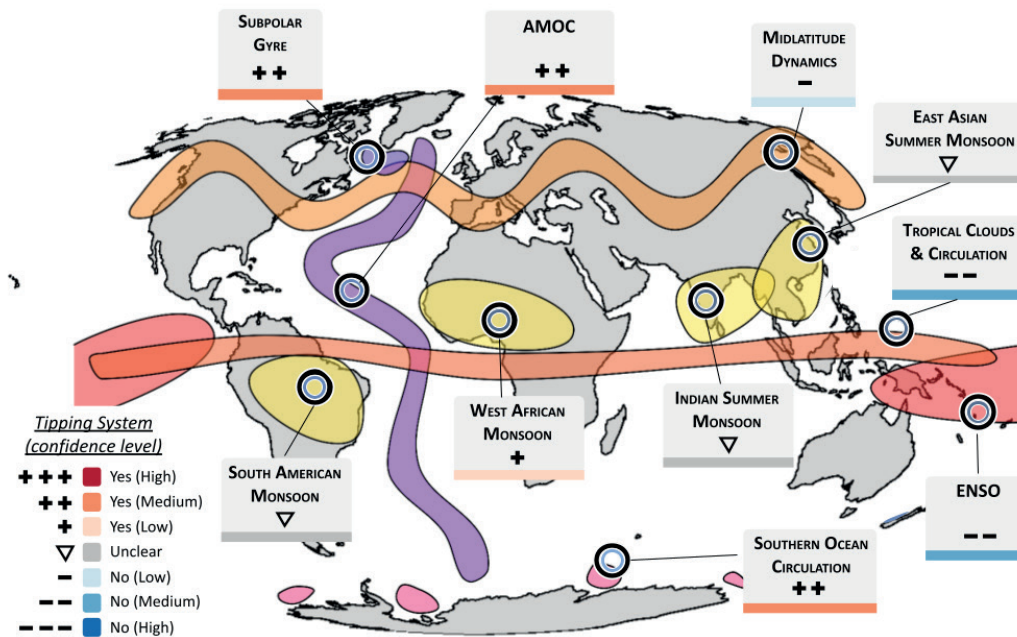 SUBPOLAR
GYRE
++
AMOC
++
MIDLATITUDE
DYNAMICS
-
EAST ASIAN
SUMMER MONSOON
▽
TROPICAL CLOUDS
& CIRCULATION
--
WEST AFRICAN
MONSOON
+
INDIAN SUMMER
MONSOON
▽
SOUTH AMERICAN
MONSOON
▽
ENSO
--
SOUTHERN OCEAN
CIRCULATION
++
Tipping System
(confidence level)
+++ Yes (High)
++ Yes (Medium)
+ Yes (Low)
▽ Unclear
- No (Low)
-- No (Medium)
--- No (High)